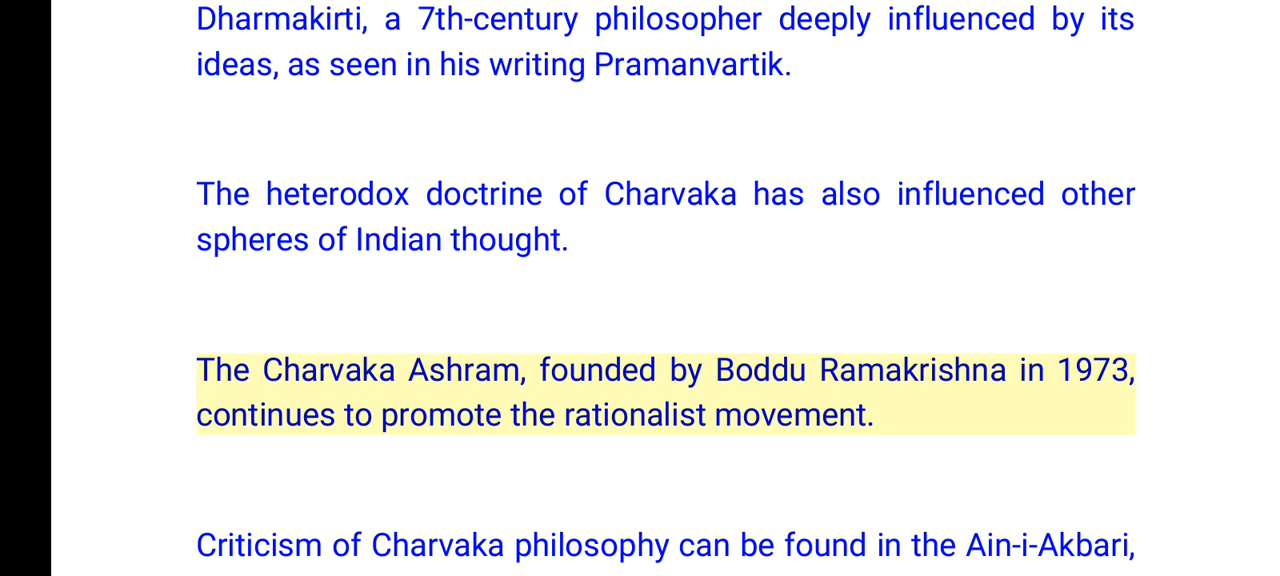 Dharmakirti, a 7th-century philosopher deeply influenced by its
ideas, as seen in his writing Pramanvartik.
The heterodox doctrine of Charvaka has also influenced other
spheres of Indian thought.
The Charvaka Ashram, founded by Boddu Ramakrishna in 1973,
continues to promote the rationalist movement.
Criticism of Charvaka philosophy can be found in the Ain-i-Akbari,